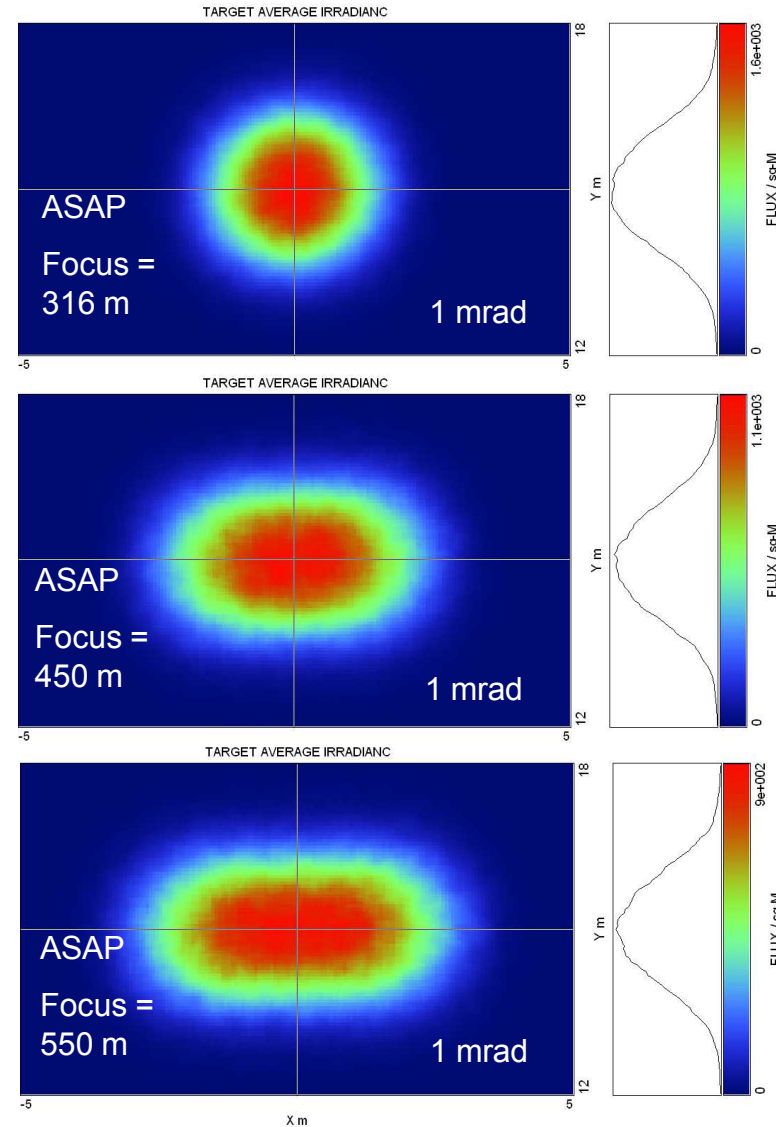 TARGET AVERAGE IRRADIANC
18
1.6e+003
ASAP
Y m
FLUX / sq-M
Focus =
316 m
1 mrad
12
0
-5
5
TARGET AVERAGE IRRADIANC
18
1.1e+003
ASAP
Y m
FLUX / sq-M
Focus =
450 m
1 mrad
12
0
-5
5
TARGET AVERAGE IRRADIANC
18
9e+002
ASAP
Y m
FLUX / sq-M
Focus =
550 m
1 mrad
12
0
-5
5
X m